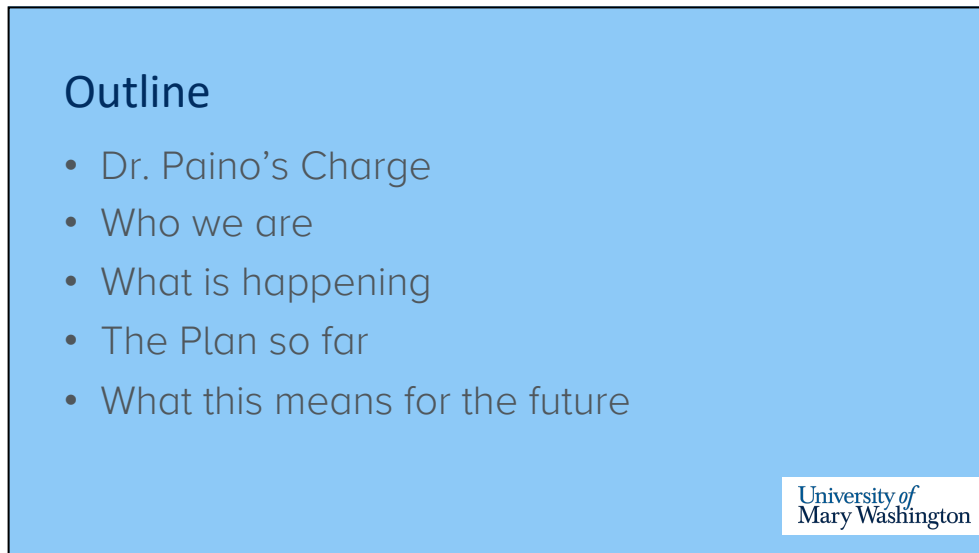 Outline
• Dr. Paino’s Charge
• Who we are
• What is happening
• The Plan so far
• What this means for the future
University of
Mary Washington